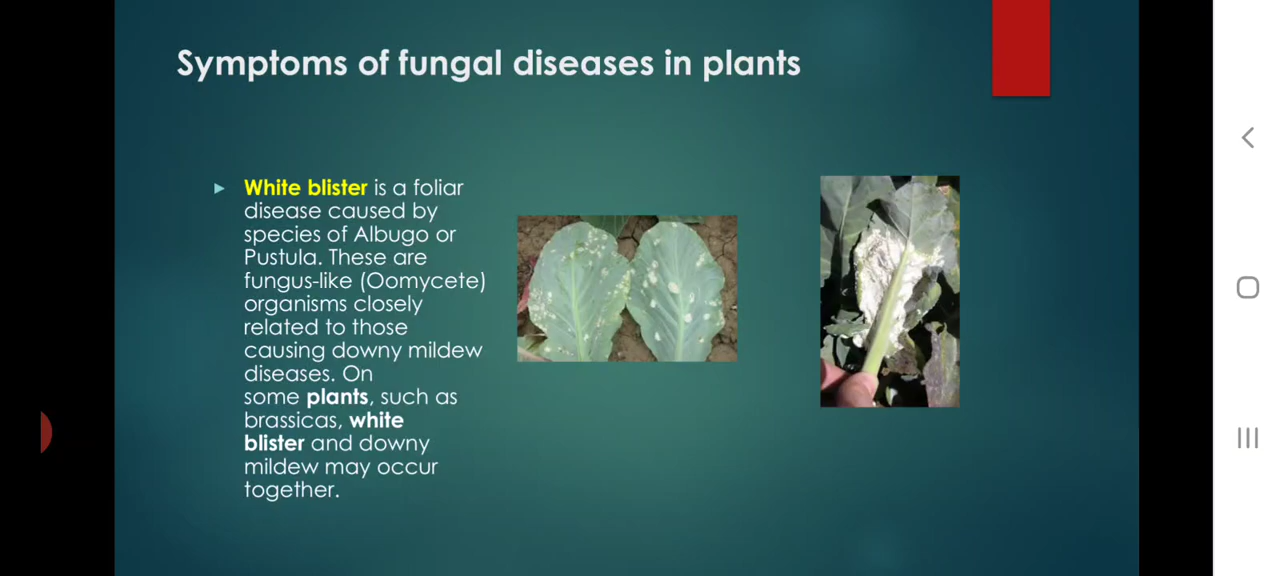 Symptoms of fungal diseases in plants
White blister is a foliar
disease caused by
species of Albugo or
Pustula. These are
fungus-like (Oomycete)
organisms closely
related to those
causing downy mildew
diseases. On
some plants, such as
brassicas, white
blister and downy
mildew may occur
together.